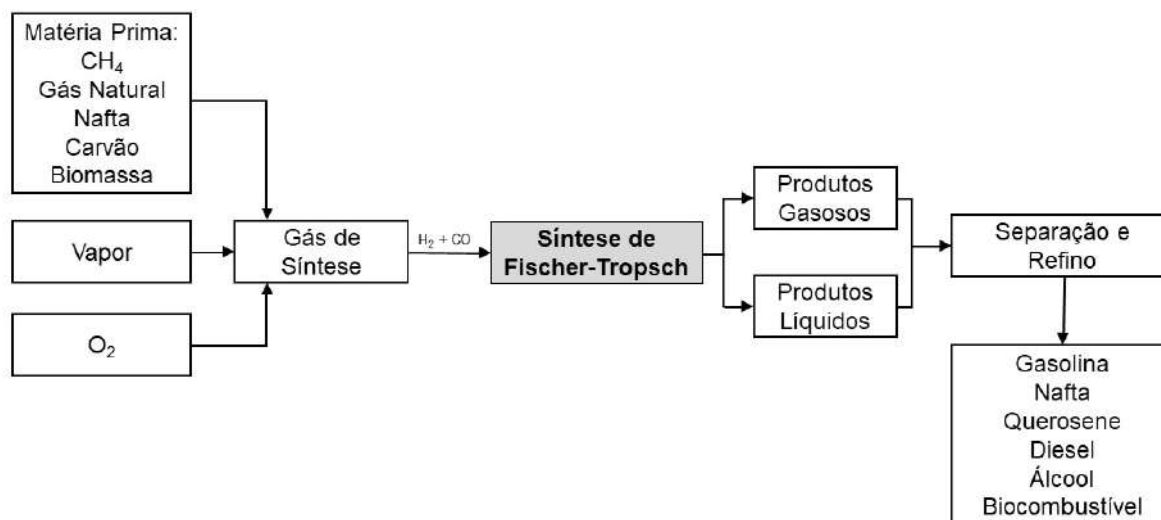 Matéria Prima:
CH₄
Gás Natural
Nafta
Carvão
Biomassa
Vapor
O₂
Gás de
Síntese
H₂ + CO
Síntese de
Fischer-Tropsch
Produtos
Gasosos
Produtos
Líquidos
Separação e
Refino
Gasolina
Nafta
Querosene
Diesel
Álcool
Biocombustível